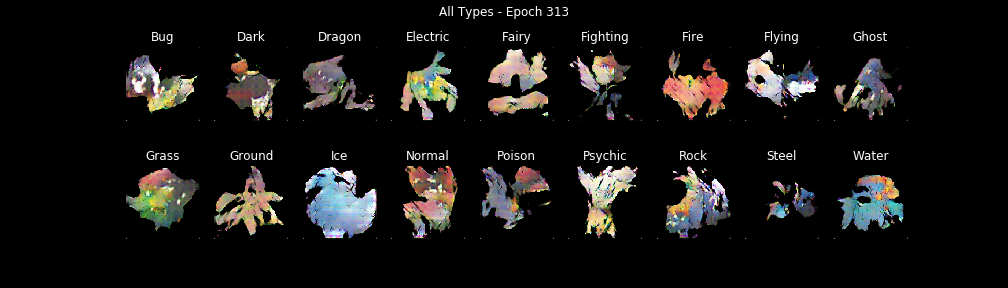 All Types - Epoch 313
Bug Dark Dragon Electric Fairy Fighting Fire Flying Ghost
Grass Ground Ice Normal Poison Psychic Rock Steel Water